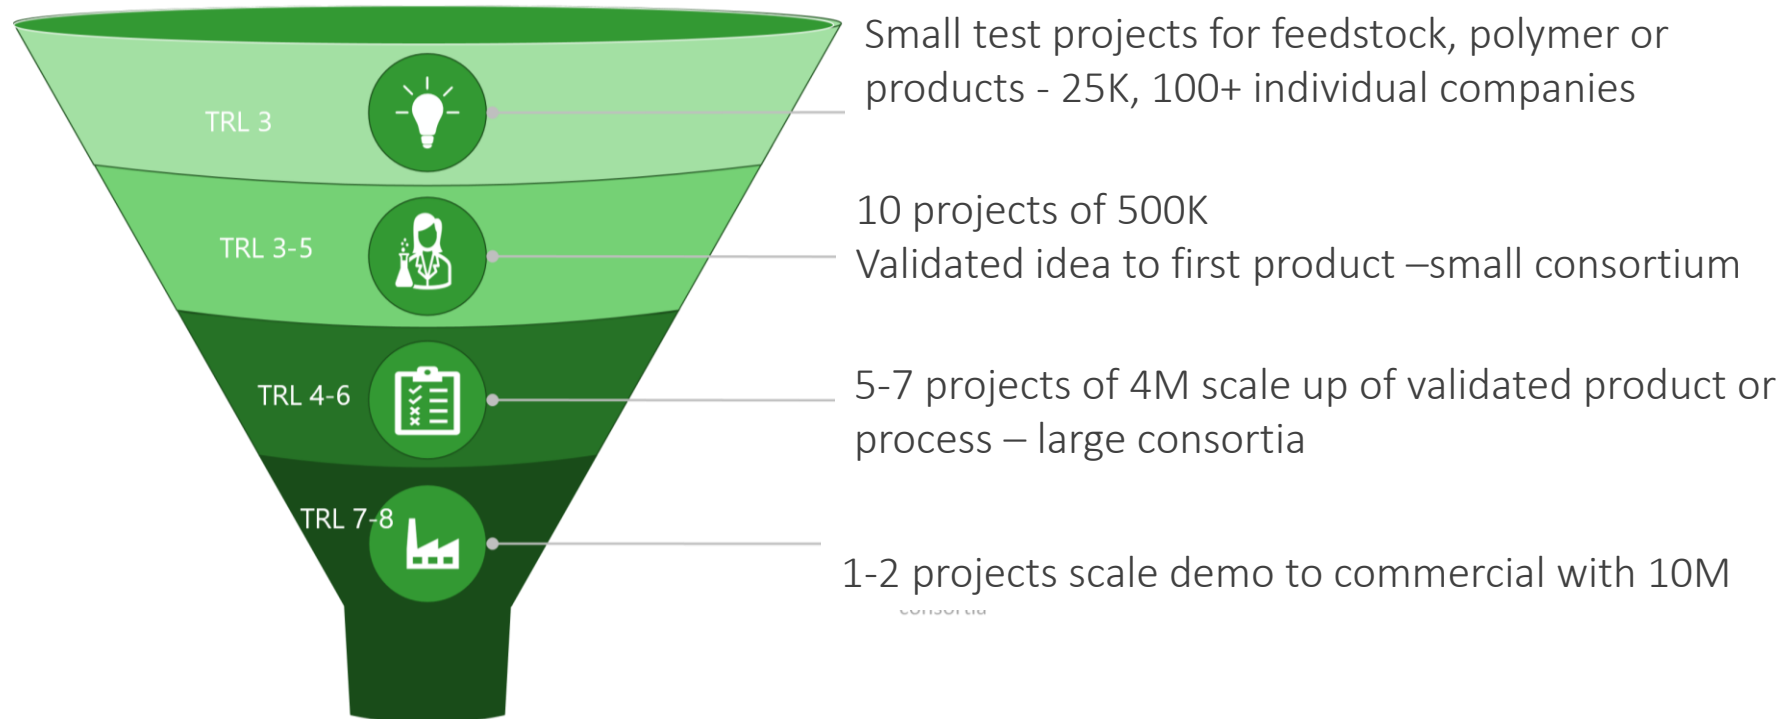 Small test projects for feedstock, polymer or
products - 25K, 100+ individual companies
TRL 3
10 projects of 500K
Validated idea to first product –small consortium
TRL 3-5
5-7 projects of 4M scale up of validated product or
process – large consortia
TRL 4-6
TRL 7-8
1-2 projects scale demo to commercial with 10M
consortia